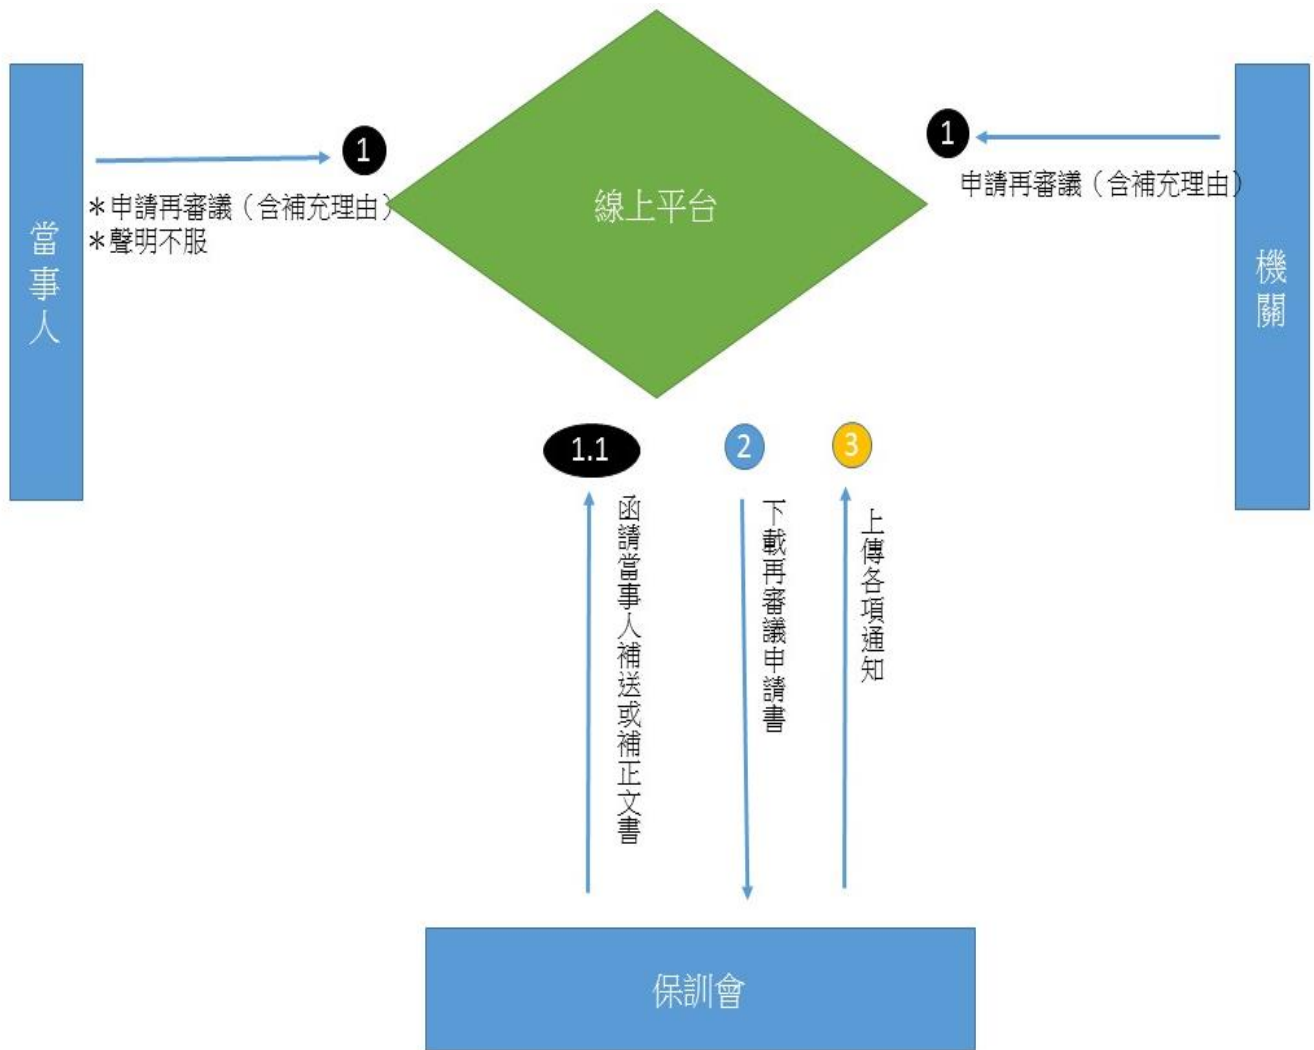 當事人
1
＊申請再審議（含補充理由）
＊聲明不服
線上平台
1
申請再審議（含補充理由）
機關
1.1
函請當事人補送或補正文書
2
下載再審議申請書
3
上傳各項通知
保訓會